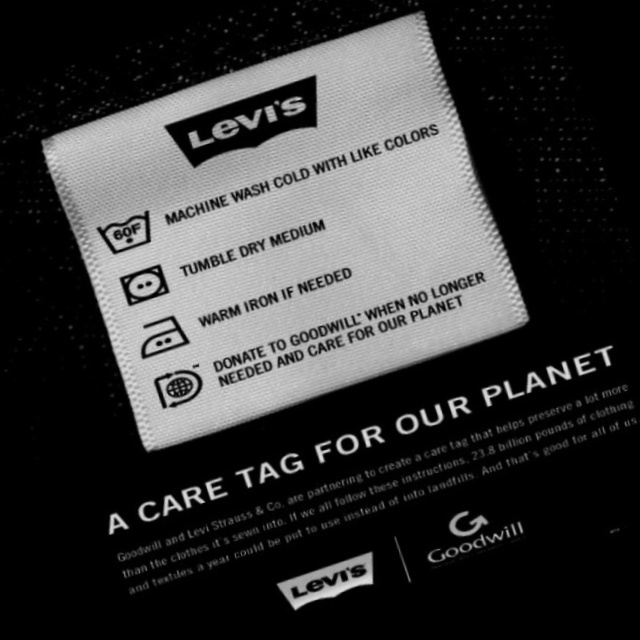 LEVI'S
60F
MACHINE WASH COLD WITH LIKE COLORS
TUMBLE DRY MEDIUM
WARM IRON IF NEEDED
DONATE TO GOODWILL® WHEN NO LONGER
NEEDED AND CARE FOR OUR PLANET
A CARE TAG FOR OUR PLANET
Goodwill and Levi Strauss & Co. are partnering to create a care tag that helps preserve a lot more
than the clothes it's sewn into. If we all follow these instructions, 23.8 billion pounds of clothing
and textiles a year could be put to use instead of into landfills. And that's good for all of us
LEVI'S
Goodwill